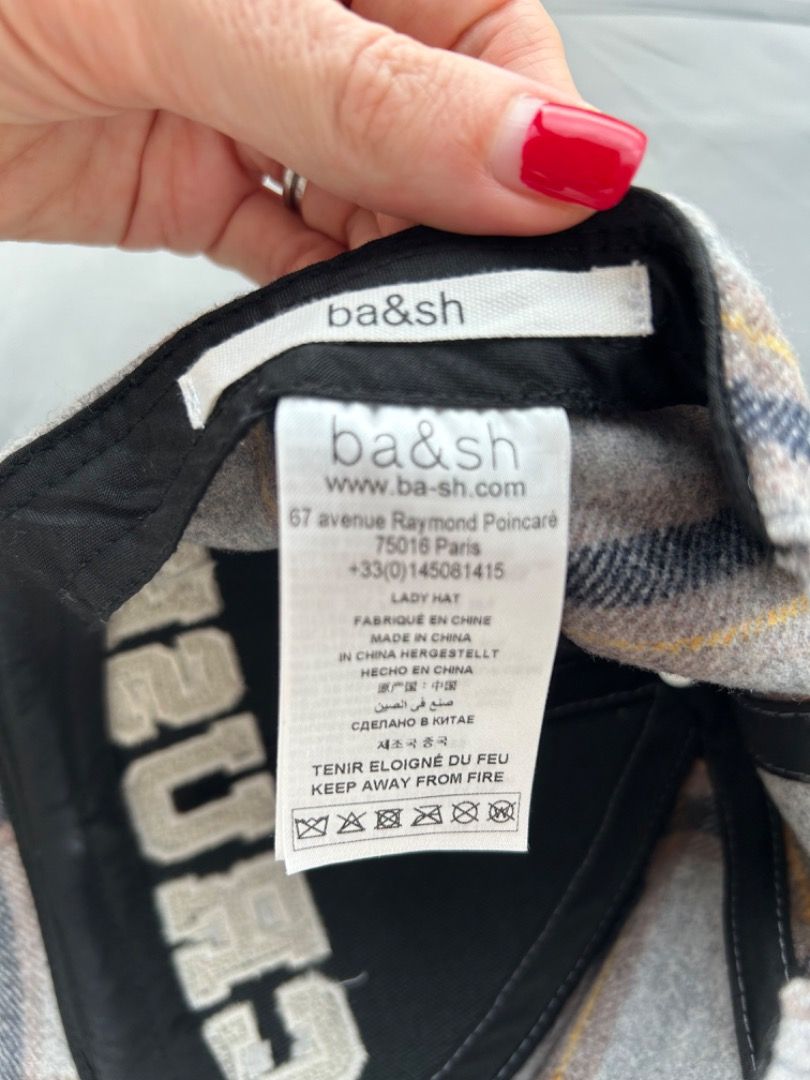 ba&sh
ba&sh
www.ba-sh.com
67 avenue Raymond Poincaré
75016 Paris
+33(0)145081415
LADY HAT
FABRIQUÉ EN CHINE
MADE IN CHINA
IN CHINA HERGESTELLT
HECHO EN CHINA
原产国：中国
صنع في الصين
СДЕЛАНО В КИТАЕ
제조국 중국
TENIR ELOIGNÉ DU FEU
KEEP AWAY FROM FIRE